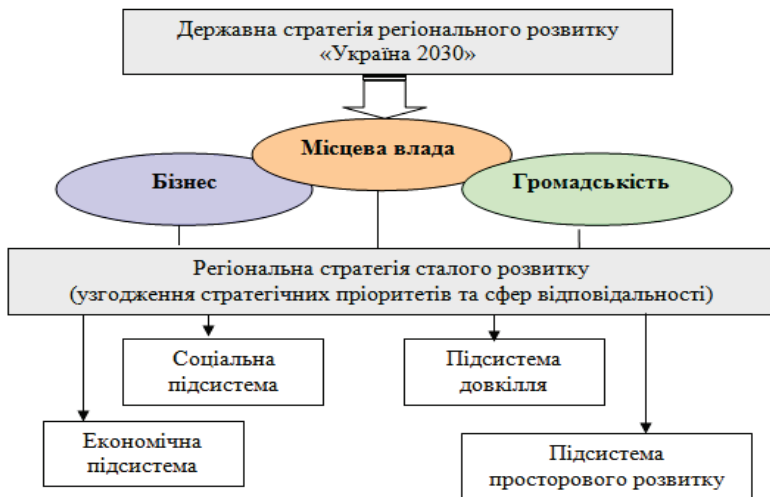 Державна стратегія регіонального розвитку
«Україна 2030»
Місцева влада
Бізнес
Громадськість
Регіональна стратегія сталого розвитку
(узгодження стратегічних пріоритетів та сфер відповідальності)
Соціальна
підсистема
Підсистема
довкілля
Економічна
підсистема
Підсистема
просторового розвитку